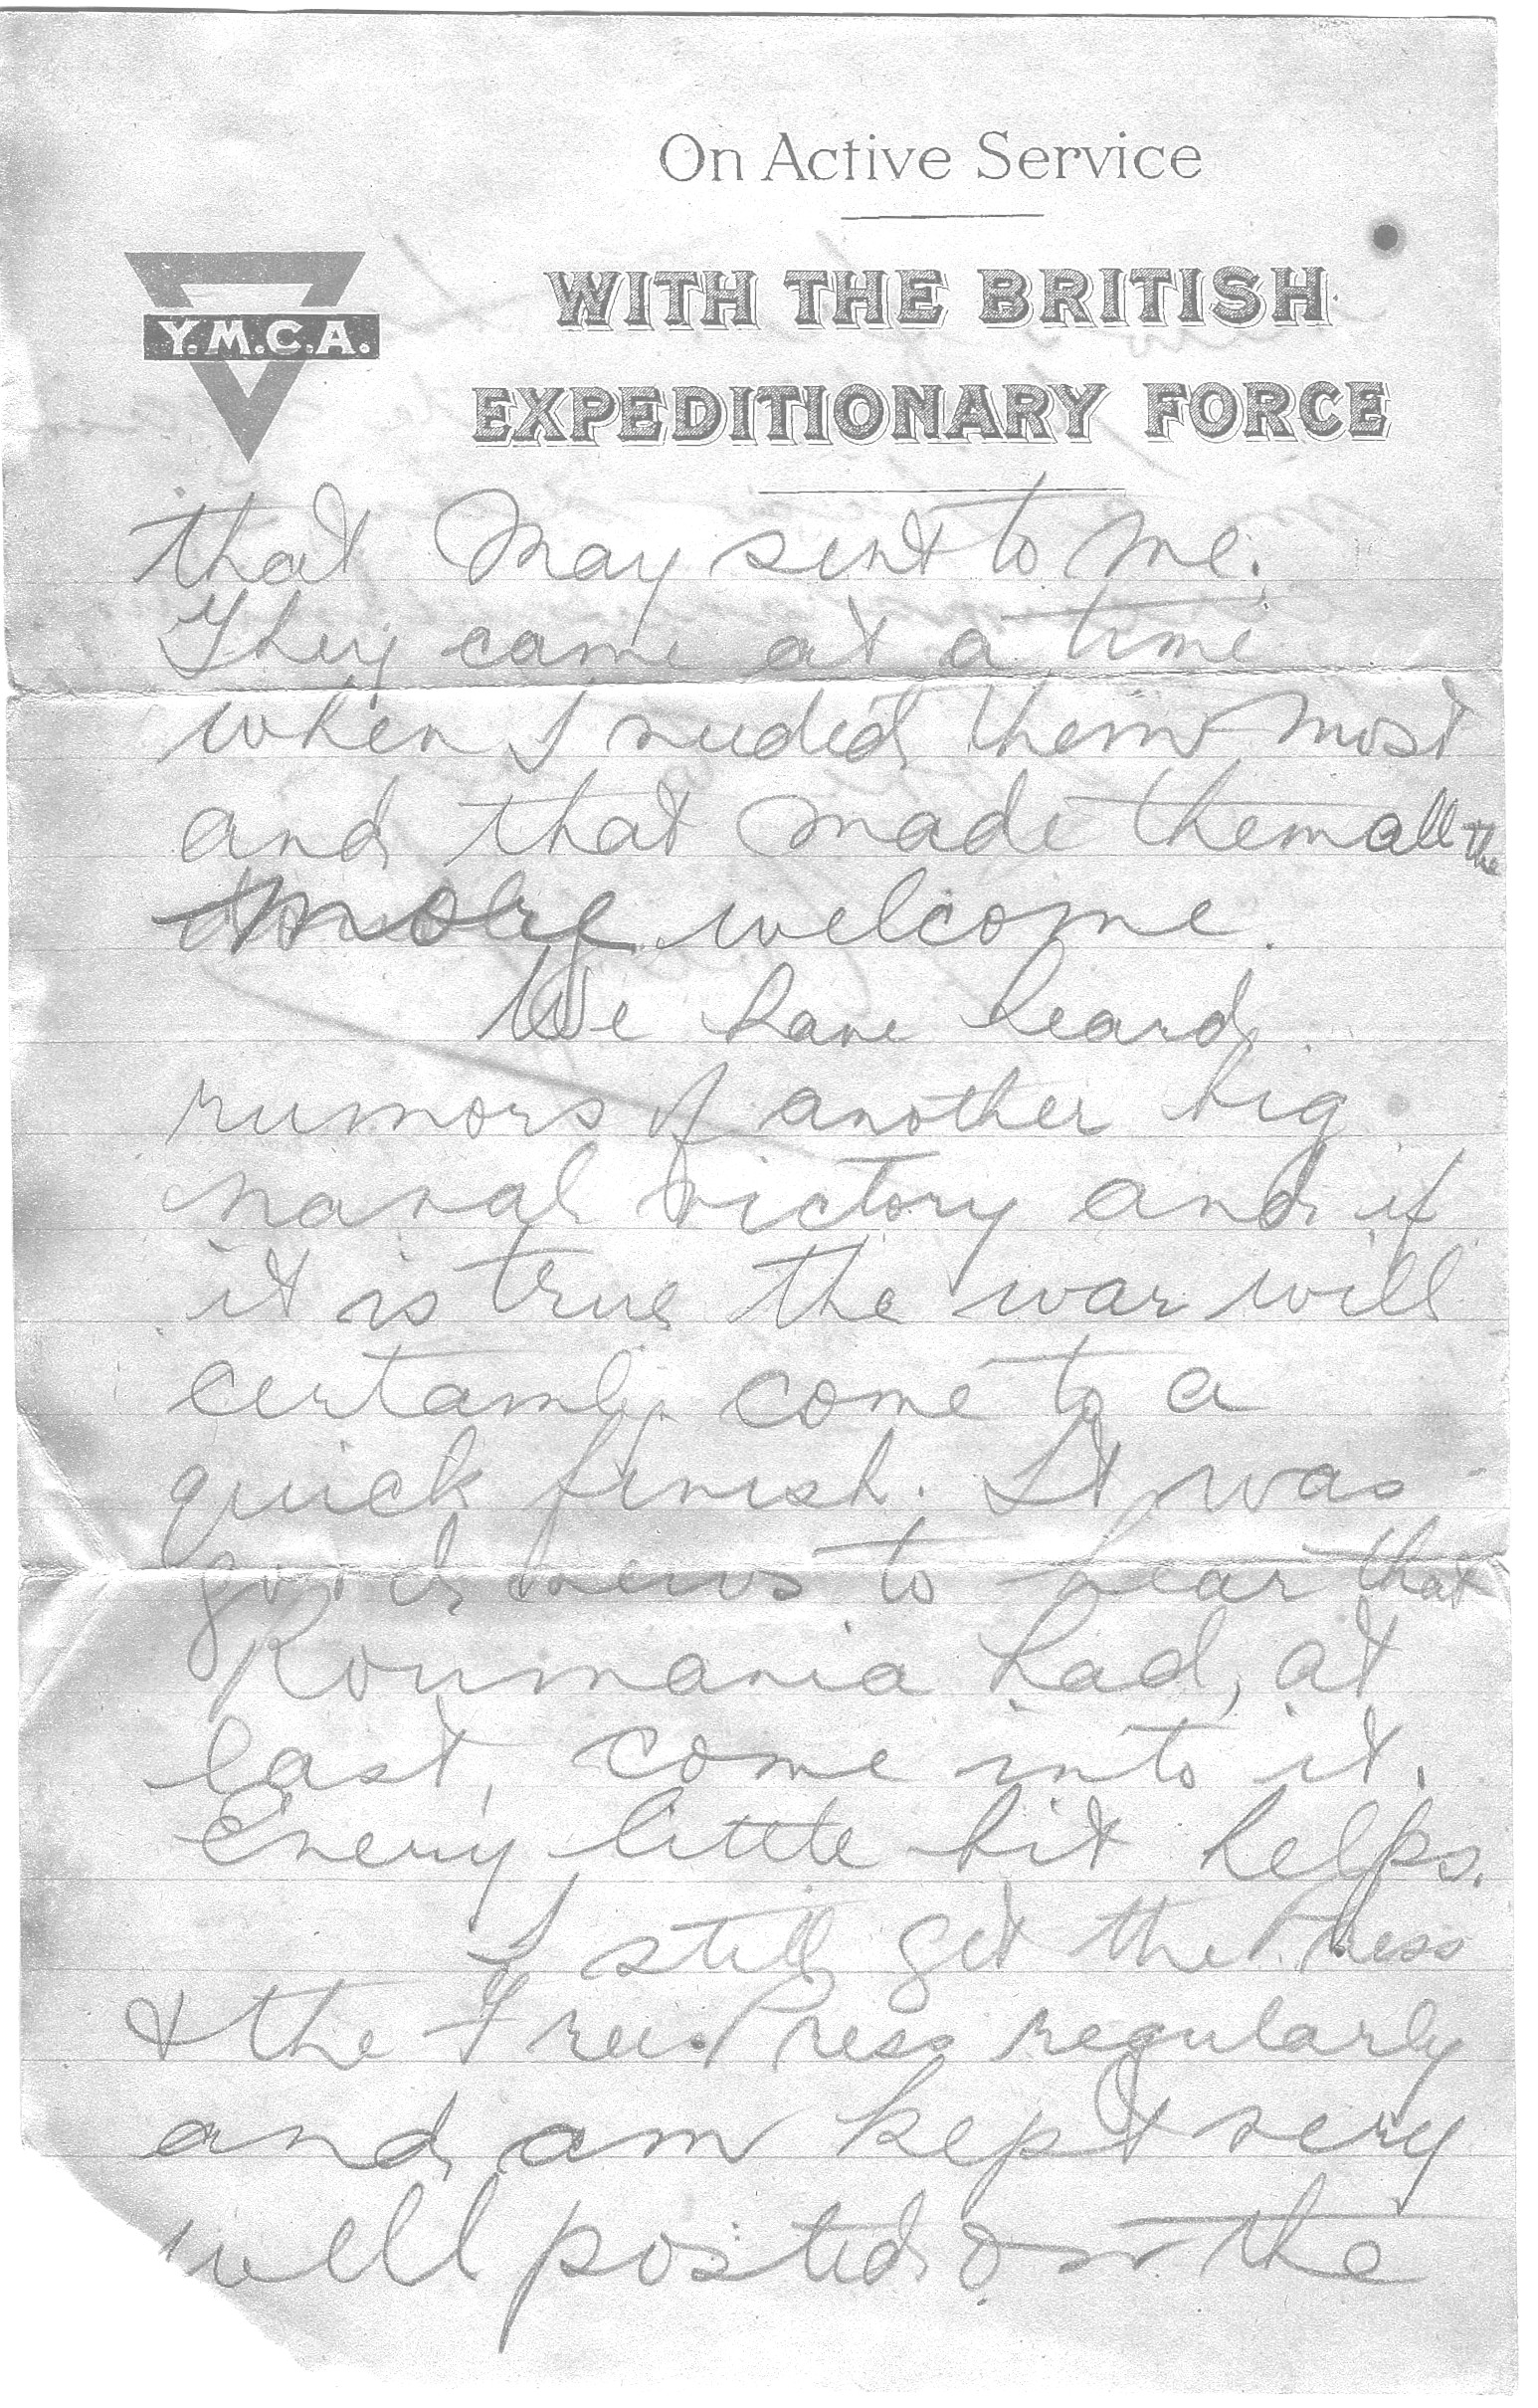 On Active Service
WITH THE BRITISH
Y.M.C.A.
EXPEDITIONARY FORCE
that May sent to me.
They came at a time
when I needed them most
and that made them all the
more welcome.
We have heard
rumors of another big
naval victory and if
it is true the war will
certainly come to a
quick finish. It was
good news to hear that
Roumania had, at
last, come into it.
Every little bit helps.
I still get the Press
& the Free Press regularly
and am kept very
well posted on the